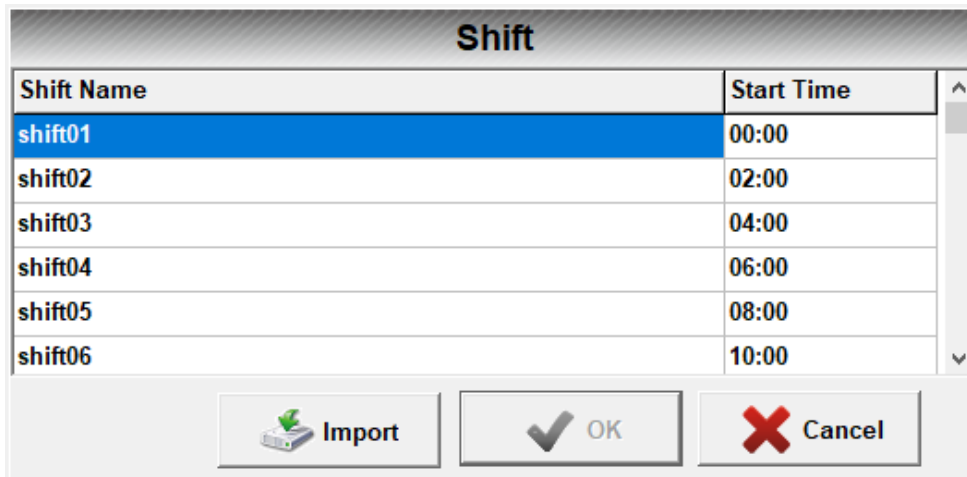 Shift
Shift Name Start Time
shift01 00:00
shift02 02:00
shift03 04:00
shift04 06:00
shift05 08:00
shift06 10:00
Import OK Cancel